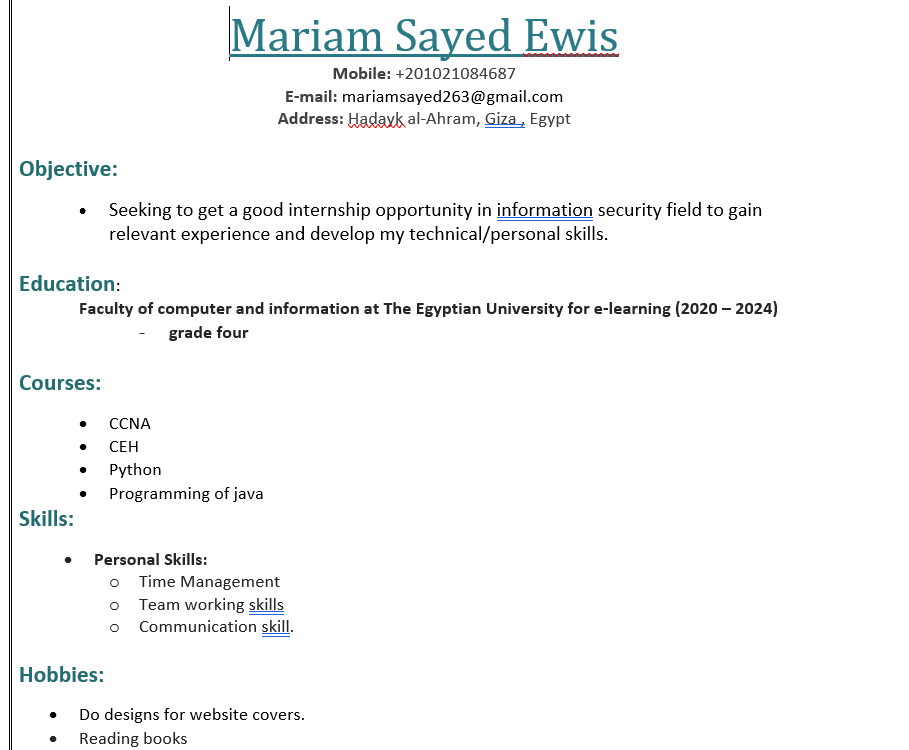 Mariam Sayed Ewis
Mobile: +201021084687
E-mail: mariamsayed263@gmail.com
Address: Hadayk al-Ahram, Giza , Egypt
Objective:
• Seeking to get a good internship opportunity in information security field to gain
relevant experience and develop my technical/personal skills.
Education:
Faculty of computer and information at The Egyptian University for e-learning (2020 – 2024)
- grade four
Courses:
• CCNA
• CEH
• Python
• Programming of java
Skills:
• Personal Skills:
o Time Management
o Team working skills
o Communication skill.
Hobbies:
• Do designs for website covers.
• Reading books